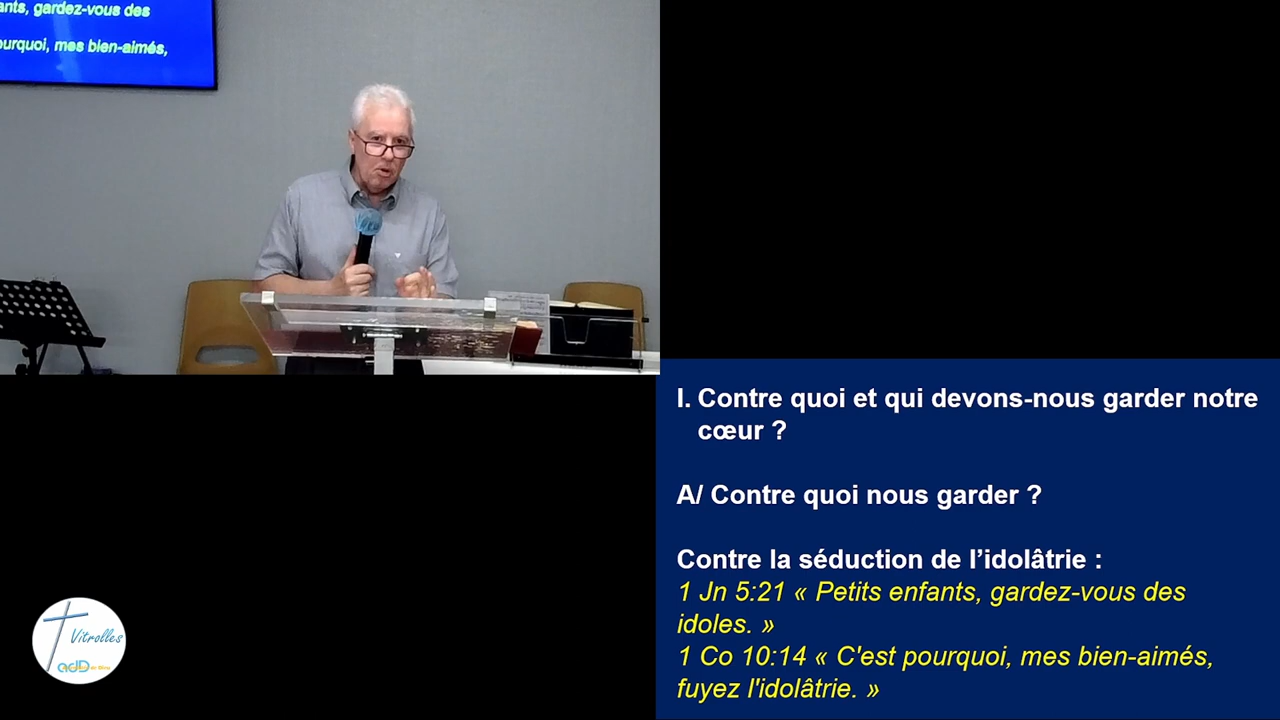 ants, gardez-vous des
ourquoi, mes bien-aimés,
I. Contre quoi et qui devons-nous garder notre
cœur ?
A/ Contre quoi nous garder ?
Contre la séduction de l’idolâtrie :
1 Jn 5:21 « Petits enfants, gardez-vous des
idoles. »
1 Co 10:14 « C'est pourquoi, mes bien-aimés,
fuyez l'idolâtrie. »
Vitrolles
adD